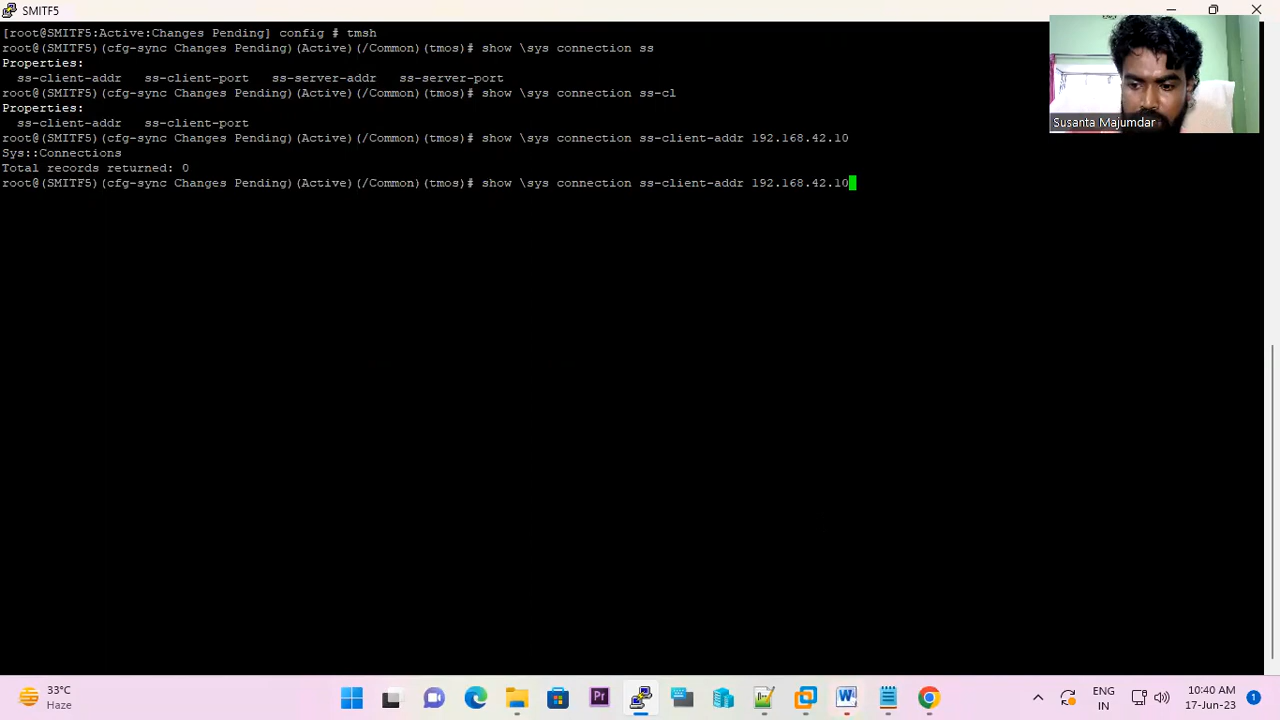 SMITF5
[root@SMITF5:Active:Changes Pending] config # tmsh
root@(SMITF5)(cfg-sync Changes Pending)(Active)(/Common)(tmos)# show \sys connection ss
Properties:
ss-client-addr ss-client-port ss-server-addr ss-server-port
root@(SMITF5)(cfg-sync Changes Pending)(Active)(/Common)(tmos)# show \sys connection ss-cl
Properties:
ss-client-addr ss-client-port
root@(SMITF5)(cfg-sync Changes Pending)(Active)(/Common)(tmos)# show \sys connection ss-client-addr 192.168.42.10
Sys::Connections
Total records returned: 0
root@(SMITF5)(cfg-sync Changes Pending)(Active)(/Common)(tmos)# show \sys connection ss-client-addr 192.168.42.10
Susanta Majumdar
33°C
Haze
Pr
W
ENG
IN
10:40 AM
17-Jun-23
1